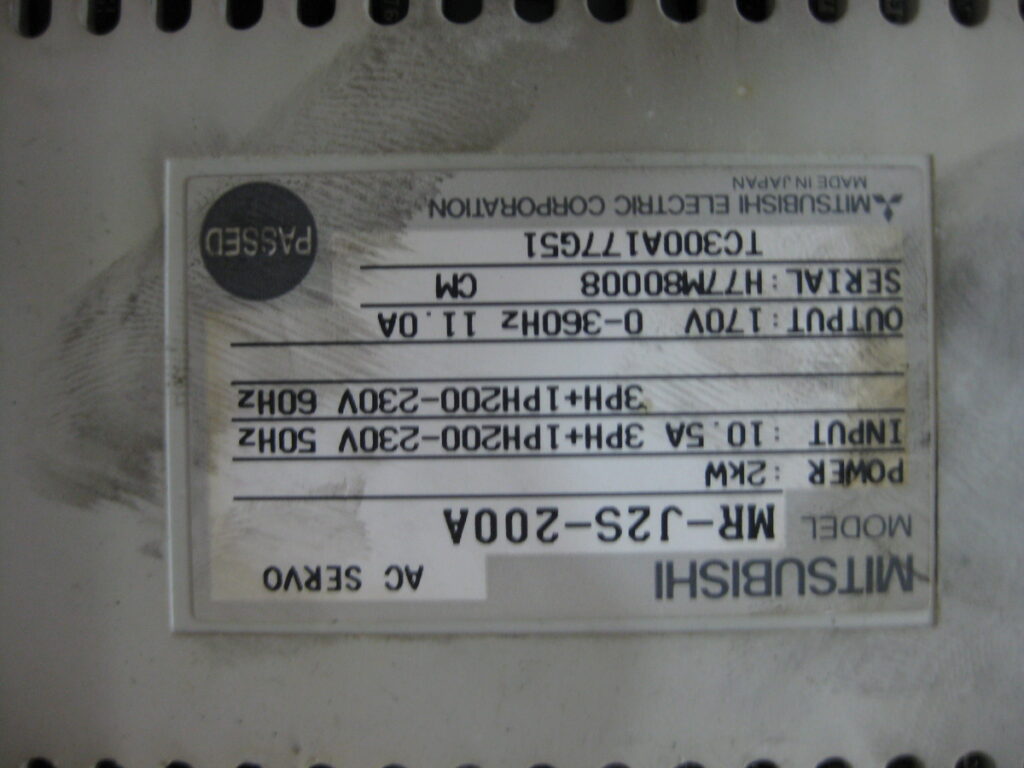 MITSUBISHI AC SERVO
MODEL MR-J2S-200A
POWER :2kW
INPUT :10.5A 3PH+1PH200-230V 50Hz
3PH+1PH200-230V 60Hz
OUTPUT:170V 0-360Hz 11.0A
SERIAL:H77M80008 CM
TC300A177G51
PASSED
MITSUBISHI ELECTRIC CORPORATION
MADE IN JAPAN